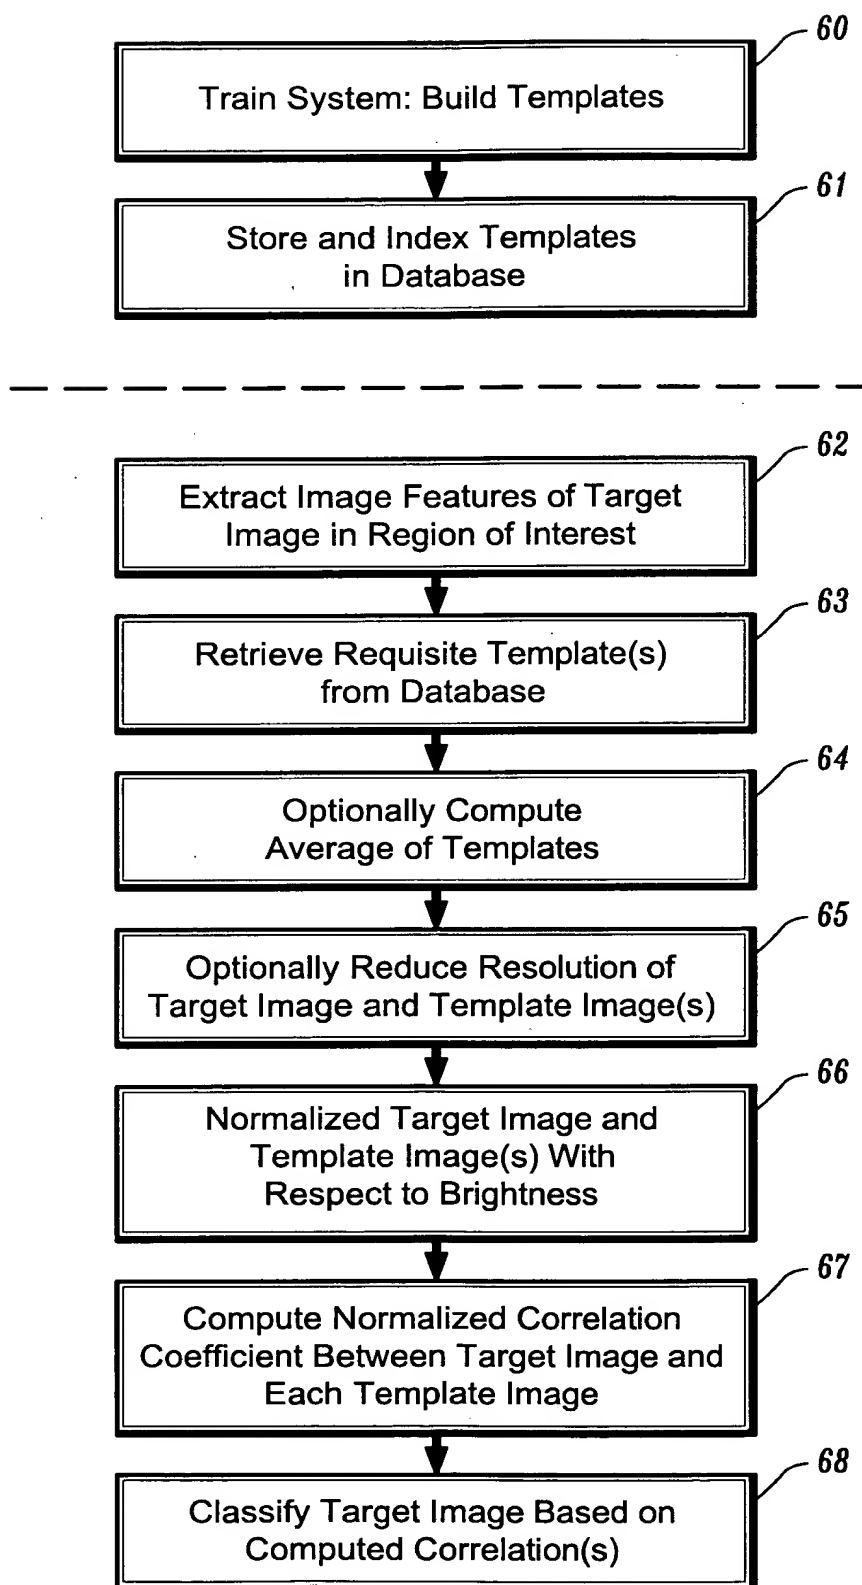 60
Train System: Build Templates
61
Store and Index Templates
in Database
62
Extract Image Features of Target
Image in Region of Interest
63
Retrieve Requisite Template(s)
from Database
64
Optionally Compute
Average of Templates
65
Optionally Reduce Resolution of
Target Image and Template Image(s)
66
Normalized Target Image and
Template Image(s) With
Respect to Brightness
67
Compute Normalized Correlation
Coefficient Between Target Image and
Each Template Image
68
Classify Target Image Based on
Computed Correlation(s)